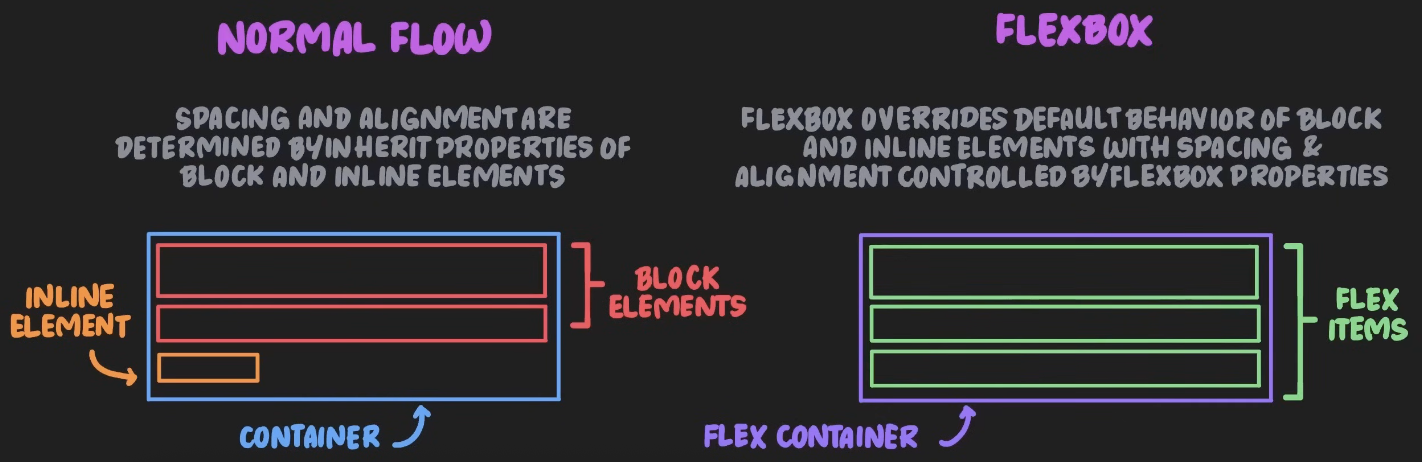 NORMAL FLOW
SPACING AND ALIGNMENT ARE
DETERMINED BY INHERIT PROPERTIES OF
BLOCK AND INLINE ELEMENTS
INLINE
ELEMENT
BLOCK
ELEMENTS
CONTAINER
FLEXBOX
FLEXBOX OVERRIDES DEFAULT BEHAVIOR OF BLOCK
AND INLINE ELEMENTS WITH SPACING &
ALIGNMENT CONTROLLED BY FLEXBOX PROPERTIES
FLEX
ITEMS
FLEX CONTAINER